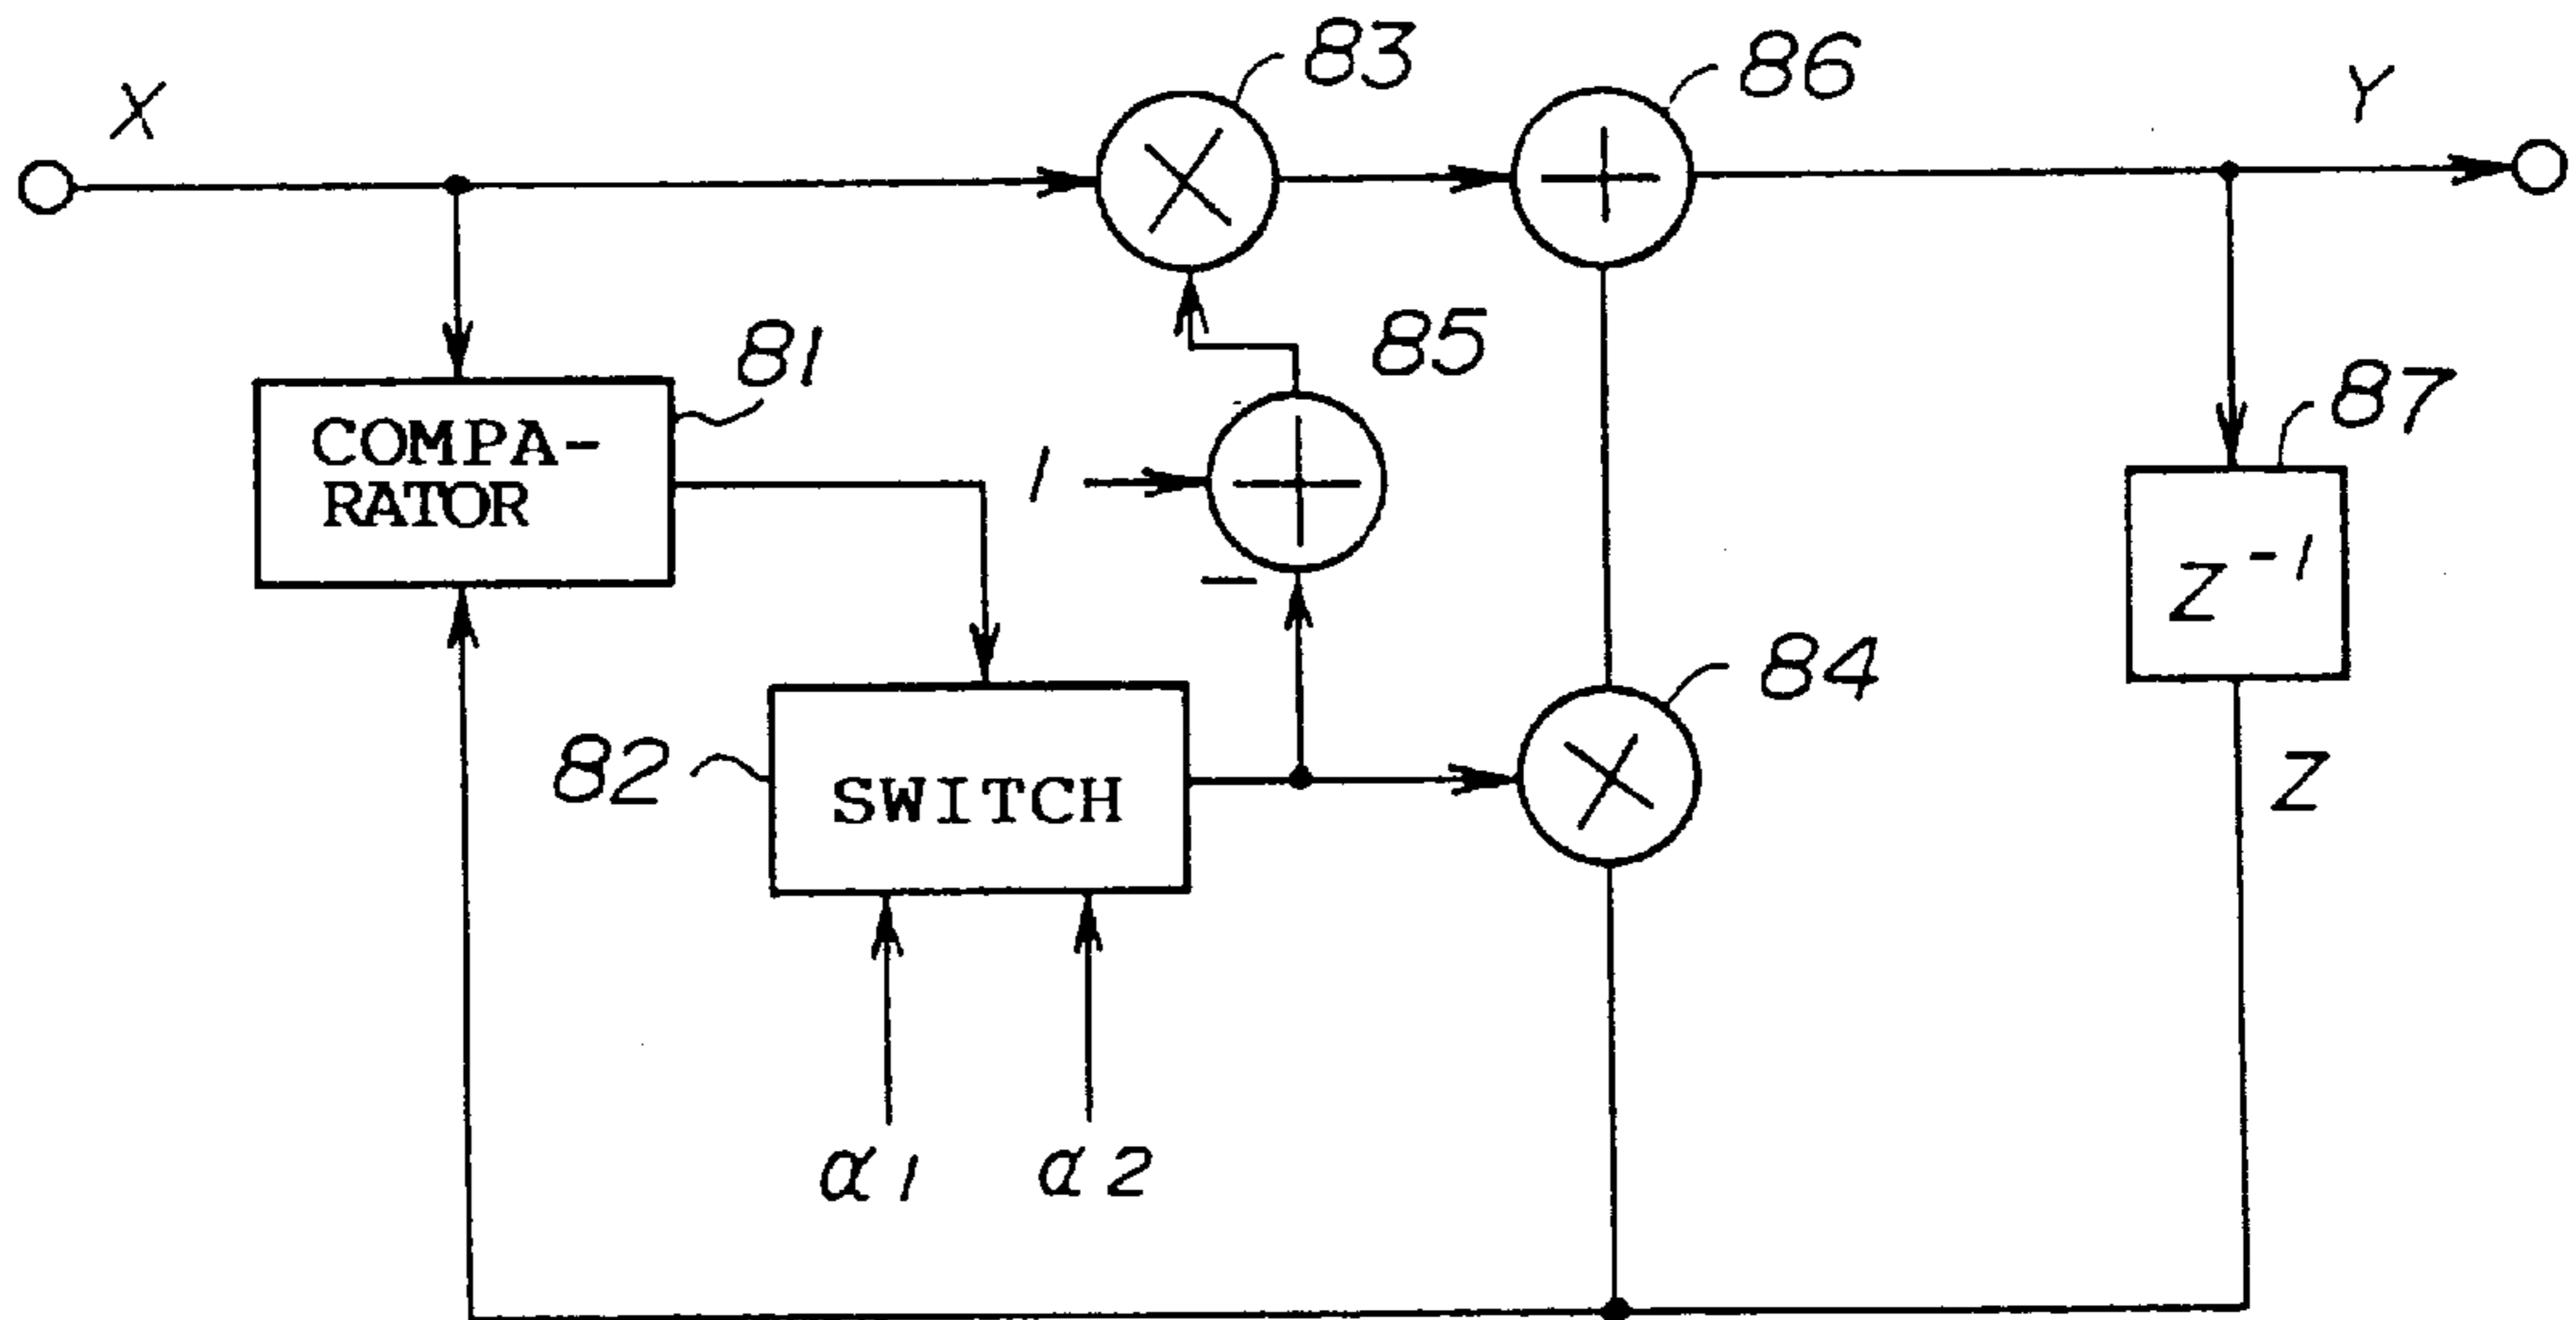 83
86
X
Y
81
85
87
COMPA-
RATOR
1
-
Z⁻¹
84
82
SWITCH
Z
α1
α2